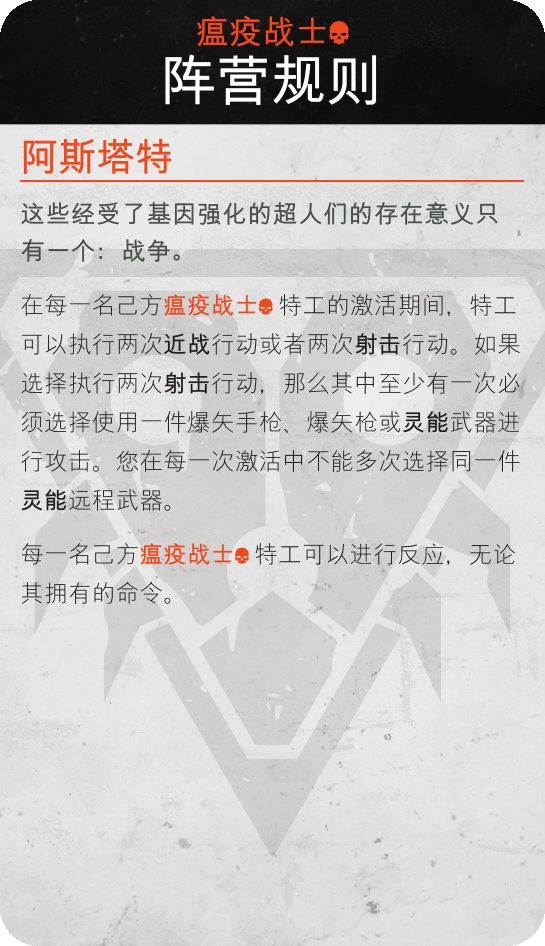 瘟疫战士
阵营规则
阿斯塔特
这些经受了基因强化的超人们的存在意义只
有一个：战争。
在每一名己方瘟疫战士 特工的激活期间，特工
可以执行两次近战行动或者两次射击行动。如果
选择执行两次射击行动，那么其中至少有一次必
须选择使用一件爆矢手枪、爆矢枪或灵能武器进
行攻击。您在每一次激活中不能多次选择同一件
灵能远程武器。
每一名己方瘟疫战士 特工可以进行反应，无论
其拥有的命令。